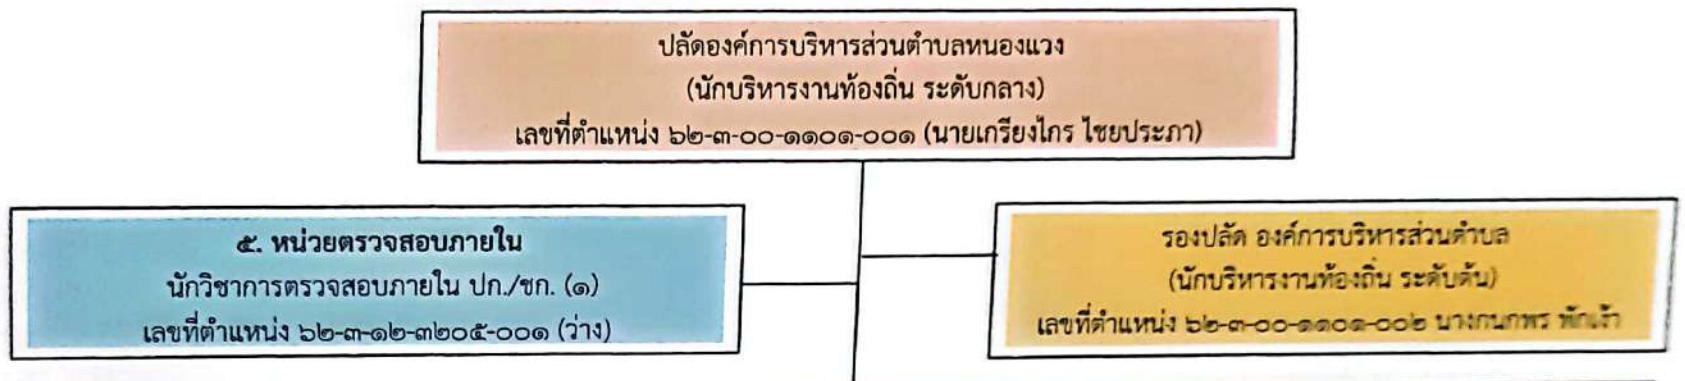 ปลัดองค์การบริหารส่วนตำบลหนองแวง
(นักบริหารงานท้องถิ่น ระดับกลาง)
เลขที่ตำแหน่ง ๖๒-๓-๐๐-๑๑๐๑-๐๐๑ (นายเกรียงไกร ไชยประภา)
๕. หน่วยตรวจสอบภายใน
นักวิชาการตรวจสอบภายใน ปก./ชก. (๑)
เลขที่ตำแหน่ง ๖๒-๓-๑๒-๓๒๐๕-๐๐๑ (ว่าง)
รองปลัด องค์การบริหารส่วนตำบล
(นักบริหารงานท้องถิ่น ระดับต้น)
เลขที่ตำแหน่ง ๖๒-๓-๐๐-๑๑๐๑-๐๐๒ นางกนกพร